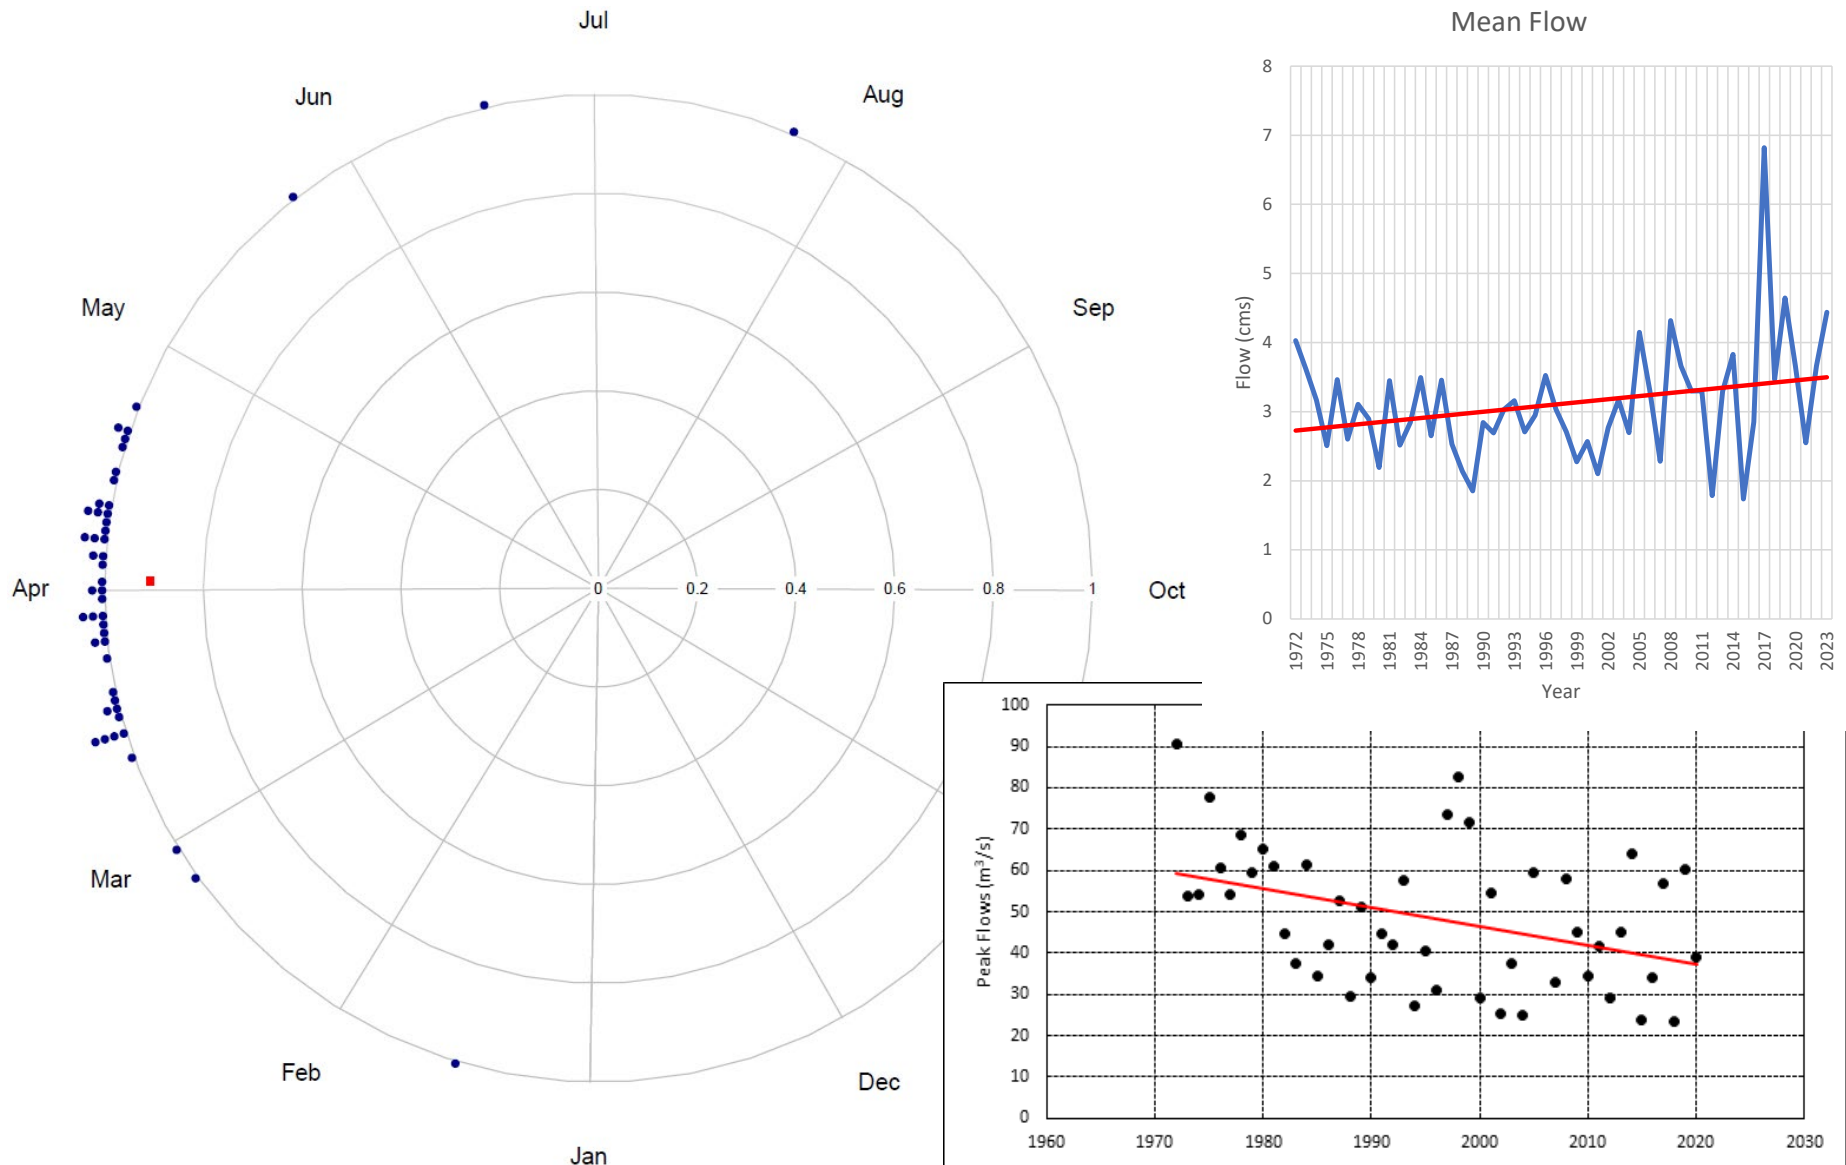 Jul
Jun
Aug
May
Sep
Apr
0 0.2 0.4 0.6 0.8 1
Oct
Mar
Feb
Dec
Jan
Mean Flow
Flow (cms)
8
7
6
5
4
3
2
1
0
1972 1975 1978 1981 1984 1987 1990 1993 1996 1999 2002 2005 2008 2011 2014 2017 2020 2023
Year
Peak Flows (m³/s)
100
90
80
70
60
50
40
30
20
10
0
1960 1970 1980 1990 2000 2010 2020 2030